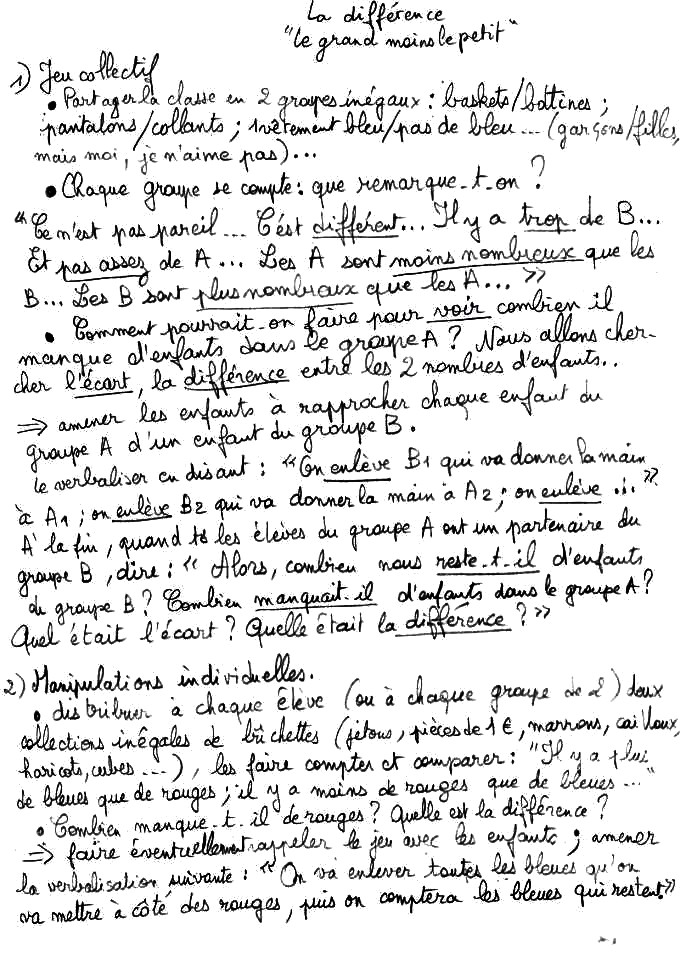 La différence
"le grand moins le petit"
1) Jeu collectif
• Partager la classe en 2 groupes inégaux : baskets/bottines ;
pantalons/collants ; 1 vêtement bleu/pas de bleu ... (garçons/filles,
mais moi, je n'aime pas)...
• Chaque groupe se compte : que remarque-t-on ?
"Ce n'est pas pareil ... C'est différent... Il y a trop de B...
Et pas assez de A ... Les A sont moins nombreux que les
B... Les B sont plus nombreux que les A... »
• Comment pourrait-on faire pour voir combien il
manque d'enfants dans le groupe A ? Nous allons cher-
cher l'écart, la différence entre les 2 nombres d'enfants..
⇒ amener les enfants à rapprocher chaque enfant du
groupe A d'un enfant du groupe B.
Le verbaliser en disant : "On enlève B1 qui va donner la main
à A1 ; on enlève B2 qui va donner la main à A2 ; on enlève ... »
A la fin, quand ts les élèves du groupe A ont un partenaire du
groupe B, dire : « Alors, combien nous reste-t-il d'enfants
du groupe B ? Combien manquait-il d'enfants dans le groupe A ?
Quel était l'écart ? Quelle était la différence ? »
2) Manipulations individuelles.
• distribuer à chaque élève (ou à chaque groupe de 2) deux
collections inégales de bûchettes (jetons, pièces de 1 €, marrons, cailloux,
haricots, cubes ...), les faire compter et comparer : "Il y a plus
de bleues que de rouges ; il y a moins de rouges que de bleues ..."
• Combien manque-t-il de rouges ? Quelle est la différence ?
⇒ faire éventuellement rappeler le jeu avec les enfants ; amener
la verbalisation suivante : "On va enlever toutes les bleues qu'on
va mettre à côté des rouges, puis on comptera les bleues qui restent."